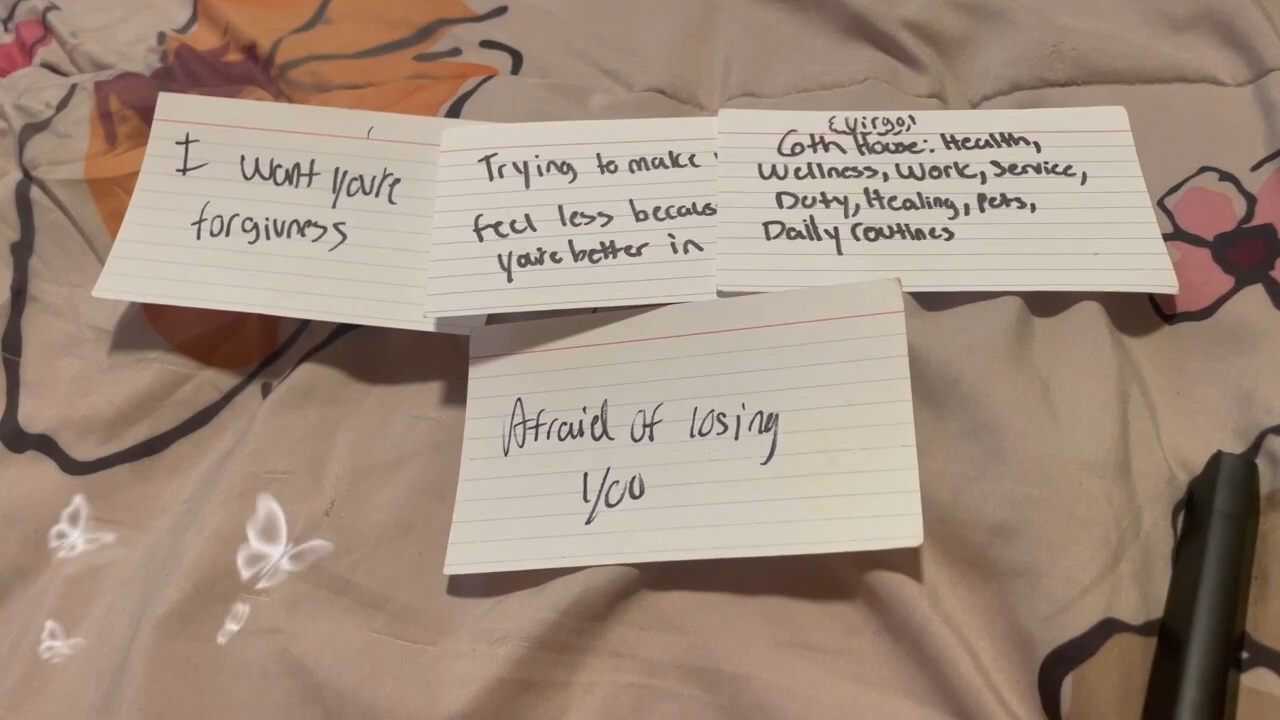 I want you're
forgivness
Trying to make
feel less becaus
you're better in
{Virgo}
6th House: Health,
Wellness, Work, Service,
Duty, Healing, Pets,
Daily routines
Afraid of losing
you